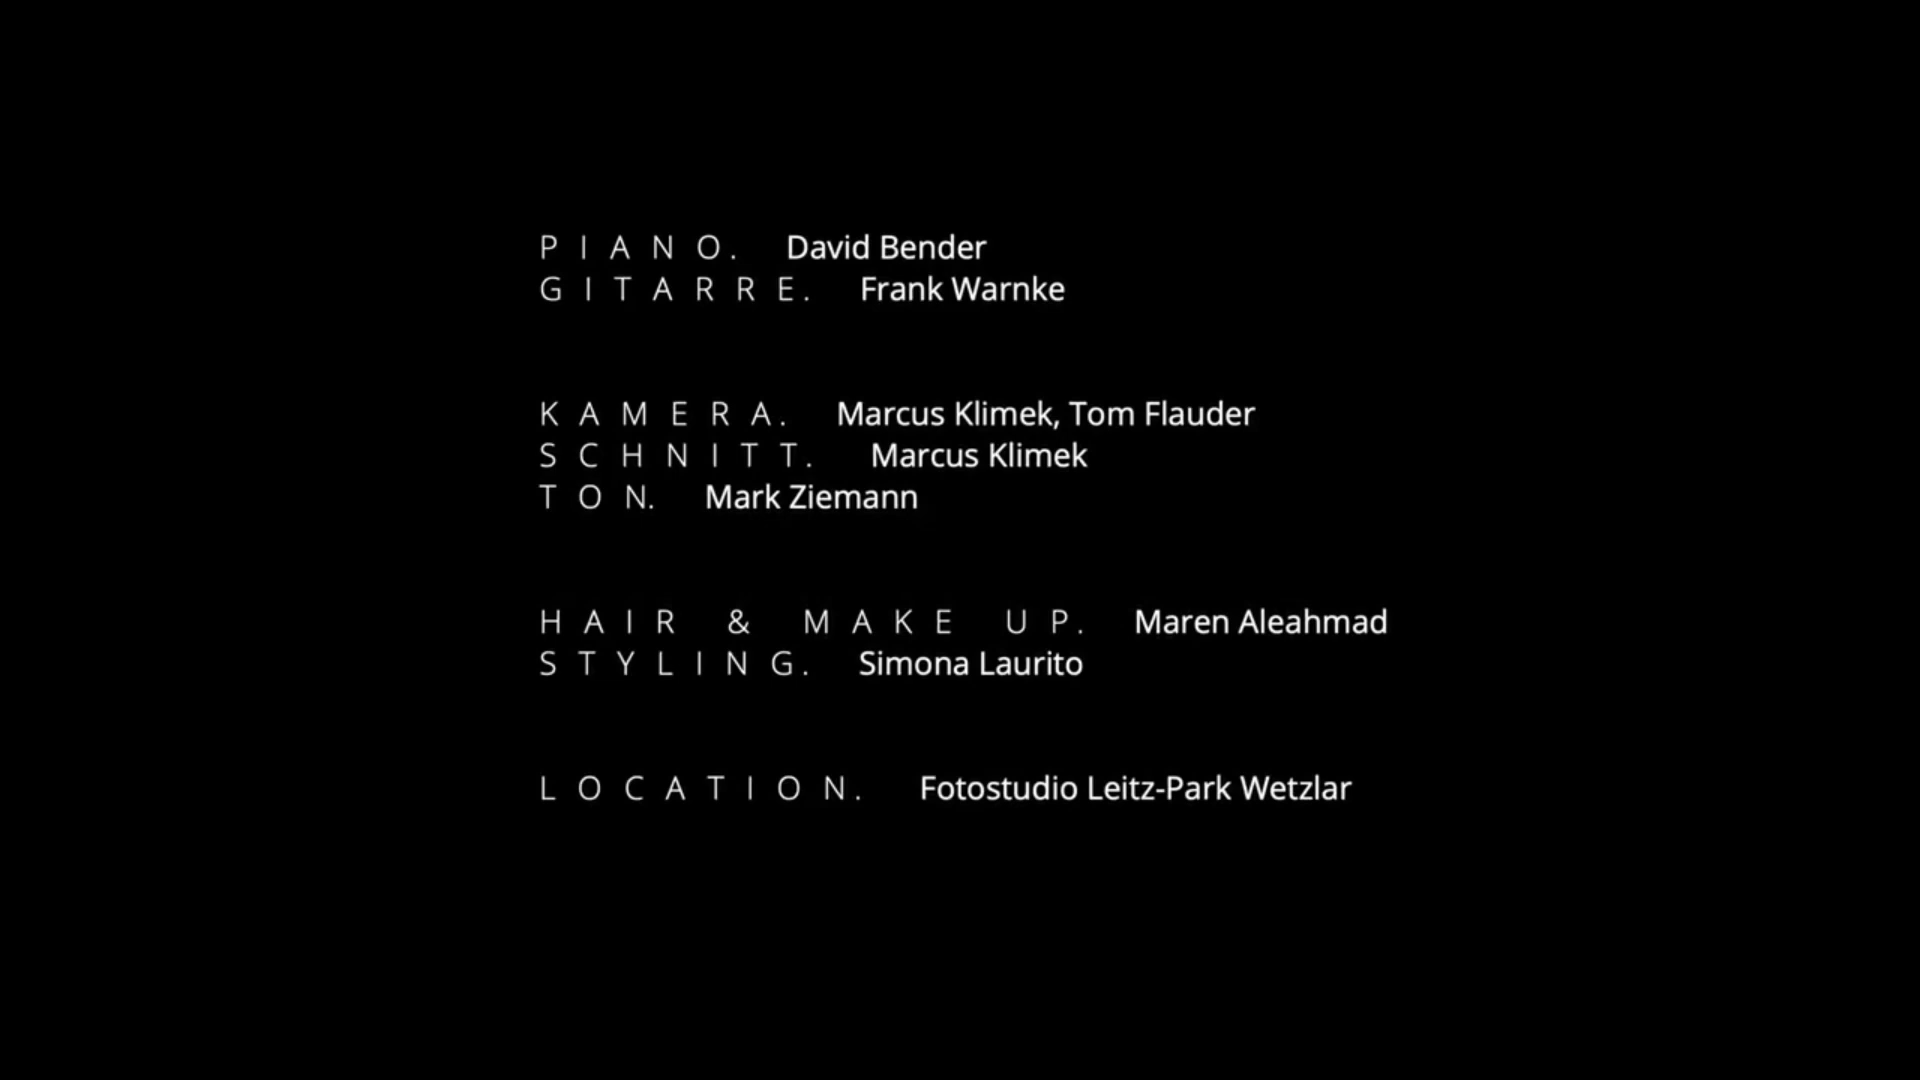 PIANO. David Bender
GITARRE. Frank Warnke
KAMERA. Marcus Klimek, Tom Flauder
SCHNITT. Marcus Klimek
TON. Mark Ziemann
HAIR & MAKE UP. Maren Aleahmad
STYLING. Simona Laurito
LOCATION. Fotostudio Leitz-Park Wetzlar